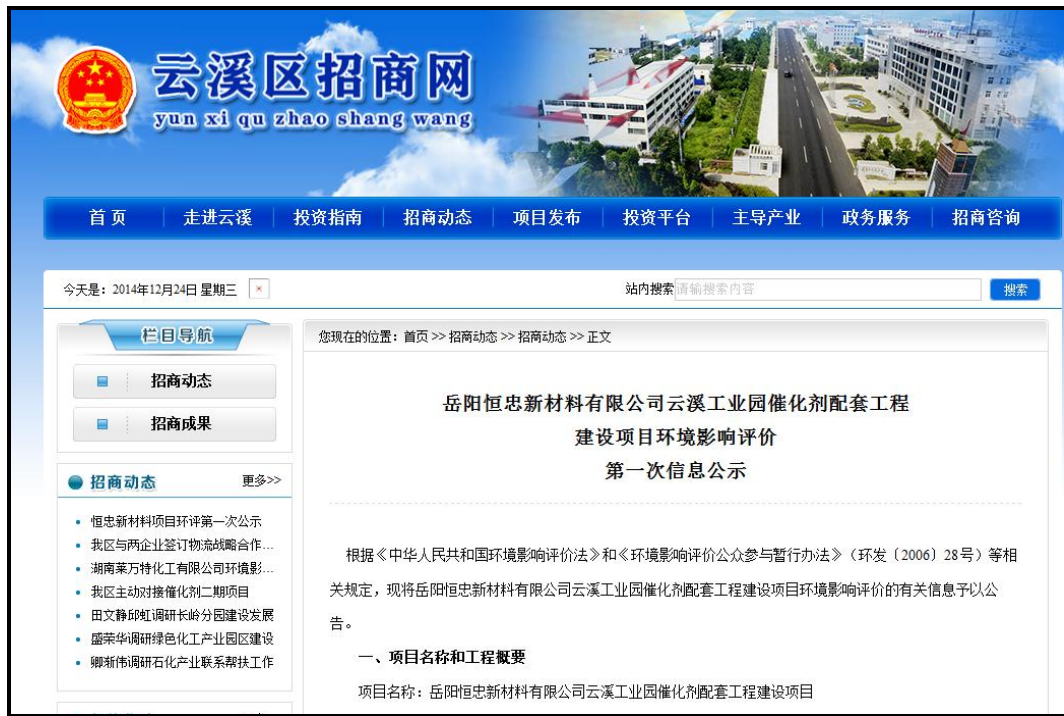 云溪区招商网
yun xi qu zhao shang wang
首页 走进云溪 投资指南 招商动态 项目发布 投资平台 主导产业 政务服务 招商咨询
今天是：2014年12月24日 星期三
站内搜索 请输搜索内容 搜索
栏目导航
招商动态
招商成果
招商动态 更多>>
恒忠新材料项目环评第一次公示
我区与两企业签订物流战略合作…
湖南莱万特化工有限公司环境影…
我区主动对接催化剂二期项目
田文静邱虹调研长岭分园建设发展
盛荣华调研绿色化工产业园区建设
卿渐伟调研石化产业联系帮扶工作
您现在的位置：首页 >> 招商动态 >> 招商动态 >> 正文
岳阳恒忠新材料有限公司云溪工业园催化剂配套工程
建设项目环境影响评价
第一次信息公示
根据《中华人民共和国环境影响评价法》和《环境影响评价公众参与暂行办法》（环发〔2006〕28号）等相
关规定，现将岳阳恒忠新材料有限公司云溪工业园催化剂配套工程建设项目环境影响评价的有关信息予以公
告。
一、项目名称和工程概要
项目名称：岳阳恒忠新材料有限公司云溪工业园催化剂配套工程建设项目